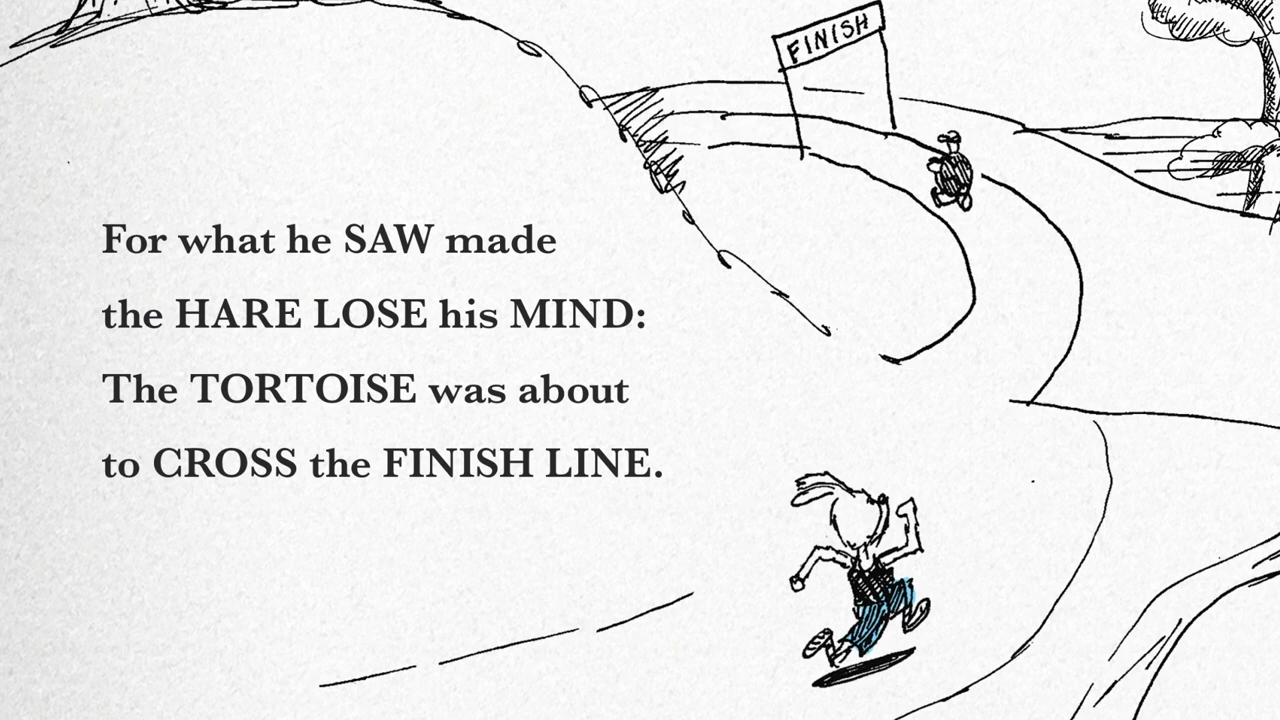 FINISH
For what he SAW made
the HARE LOSE his MIND:
The TORTOISE was about
to CROSS the FINISH LINE.